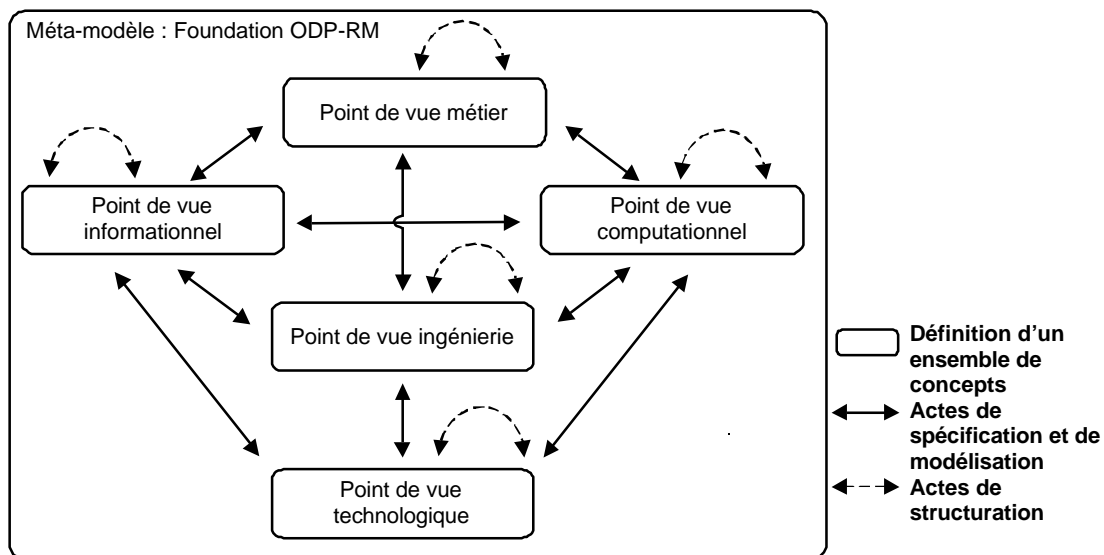 Méta-modèle : Foundation ODP-RM
Point de vue métier
Point de vue
informationnel
Point de vue
computationnel
Point de vue ingénierie
Point de vue
technologique
Définition d’un
ensemble de
concepts
Actes de
spécification et de
modélisation
Actes de
structuration